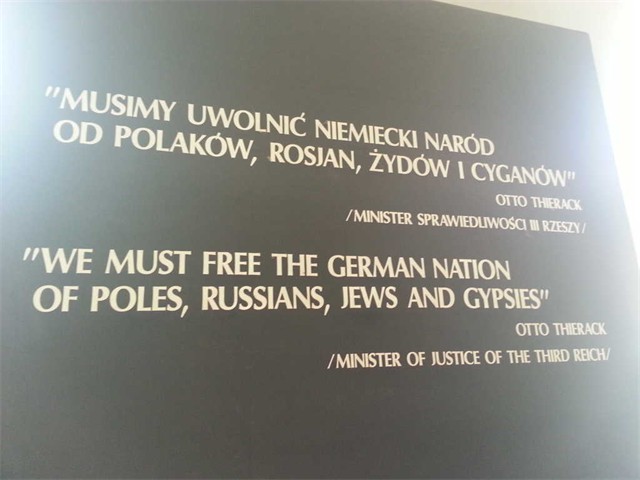 "MUSIMY UWOLNIĆ NIEMIECKI NARÓD
OD POLAKÓW, ROSJAN, ŻYDÓW I CYGANÓW"
OTTO THIERACK
/MINISTER SPRAWIEDLIWOŚCI III RZESZY/
"WE MUST FREE THE GERMAN NATION
OF POLES, RUSSIANS, JEWS AND GYPSIES"
OTTO THIERACK
/MINISTER OF JUSTICE OF THE THIRD REICH/